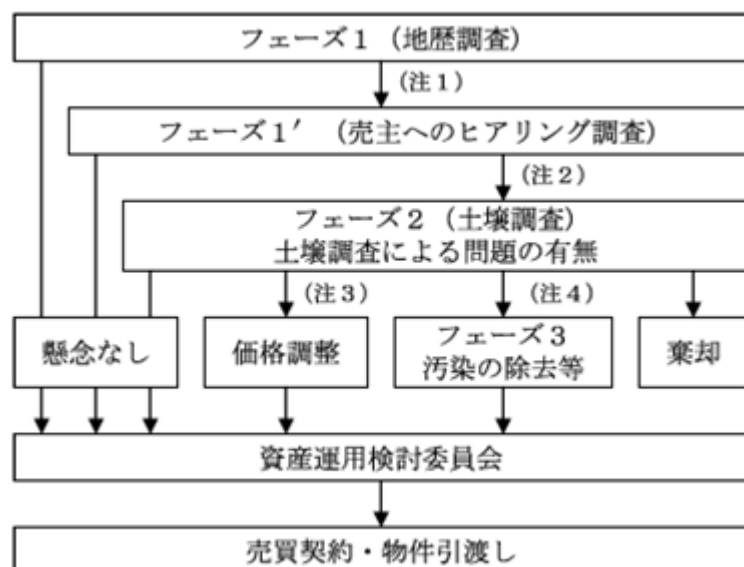 フェーズ1（地歴調査）
（注1）
フェーズ1′（売主へのヒアリング調査）
（注2）
フェーズ2（土壌調査）
土壌調査による問題の有無
（注3）
（注4）
懸念なし
価格調整
フェーズ3
汚染の除去等
棄却
資産運用検討委員会
売買契約・物件引渡し